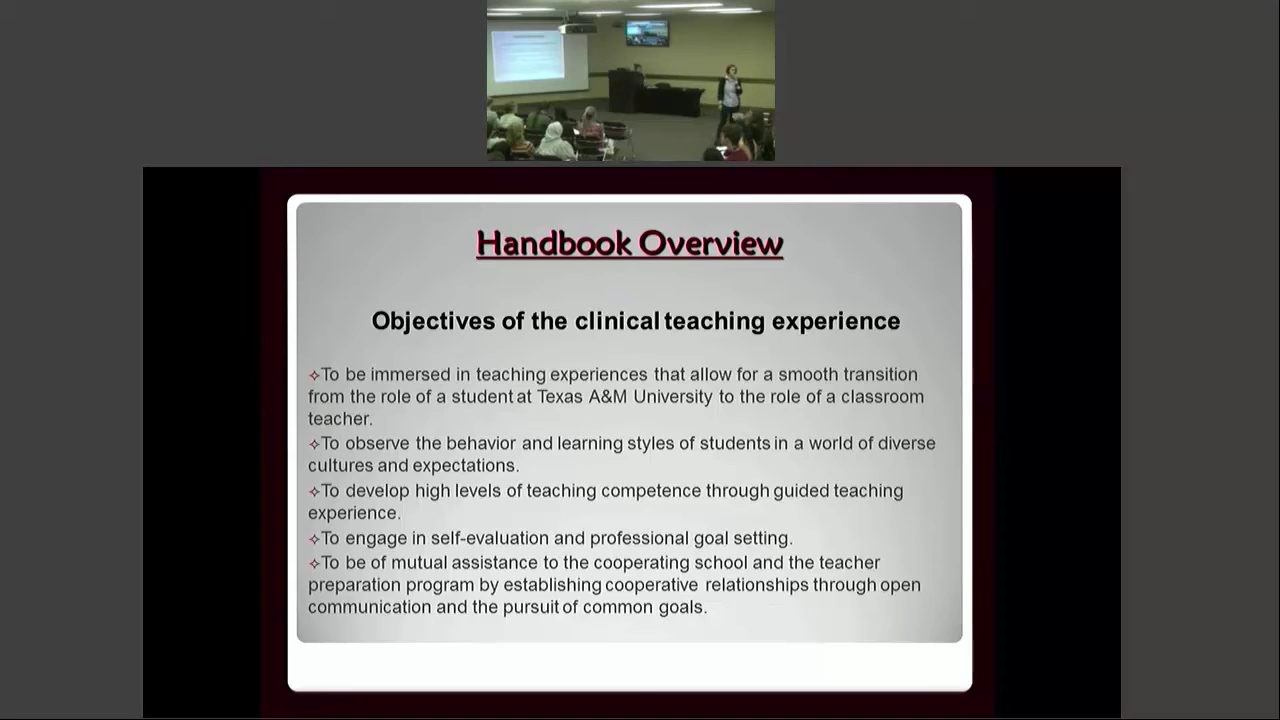 Handbook Overview
Objectives of the clinical teaching experience
✧To be immersed in teaching experiences that allow for a smooth transition
from the role of a student at Texas A&M University to the role of a classroom
teacher.
✧To observe the behavior and learning styles of students in a world of diverse
cultures and expectations.
✧To develop high levels of teaching competence through guided teaching
experience.
✧To engage in self-evaluation and professional goal setting.
✧To be of mutual assistance to the cooperating school and the teacher
preparation program by establishing cooperative relationships through open
communication and the pursuit of common goals.